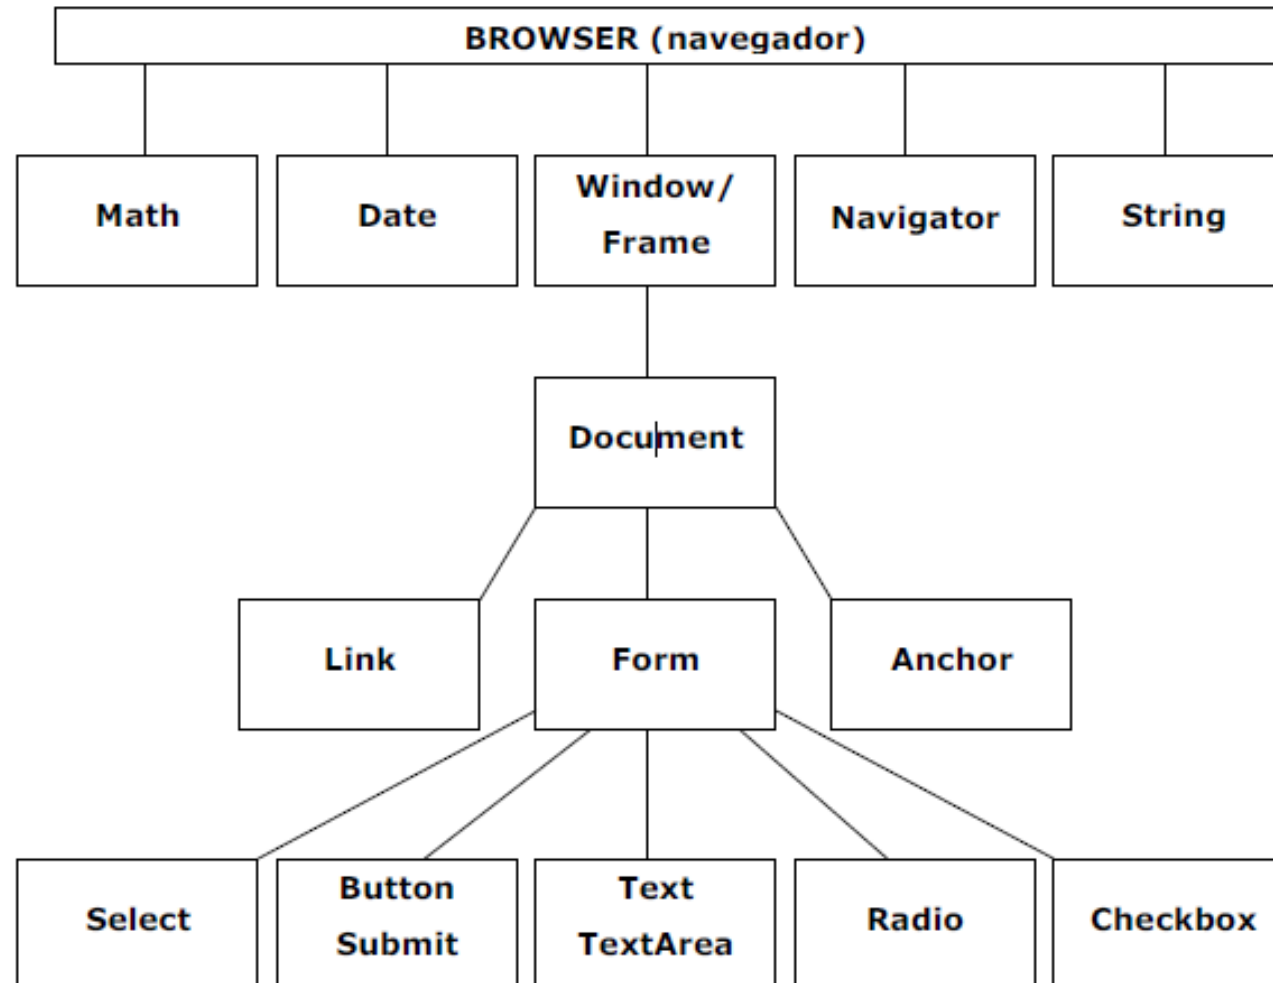 BROWSER (navegador)
Math
Date
Window/
Frame
Navigator
String
Document
Link
Form
Anchor
Select
Button
Submit
Text
TextArea
Radio
Checkbox